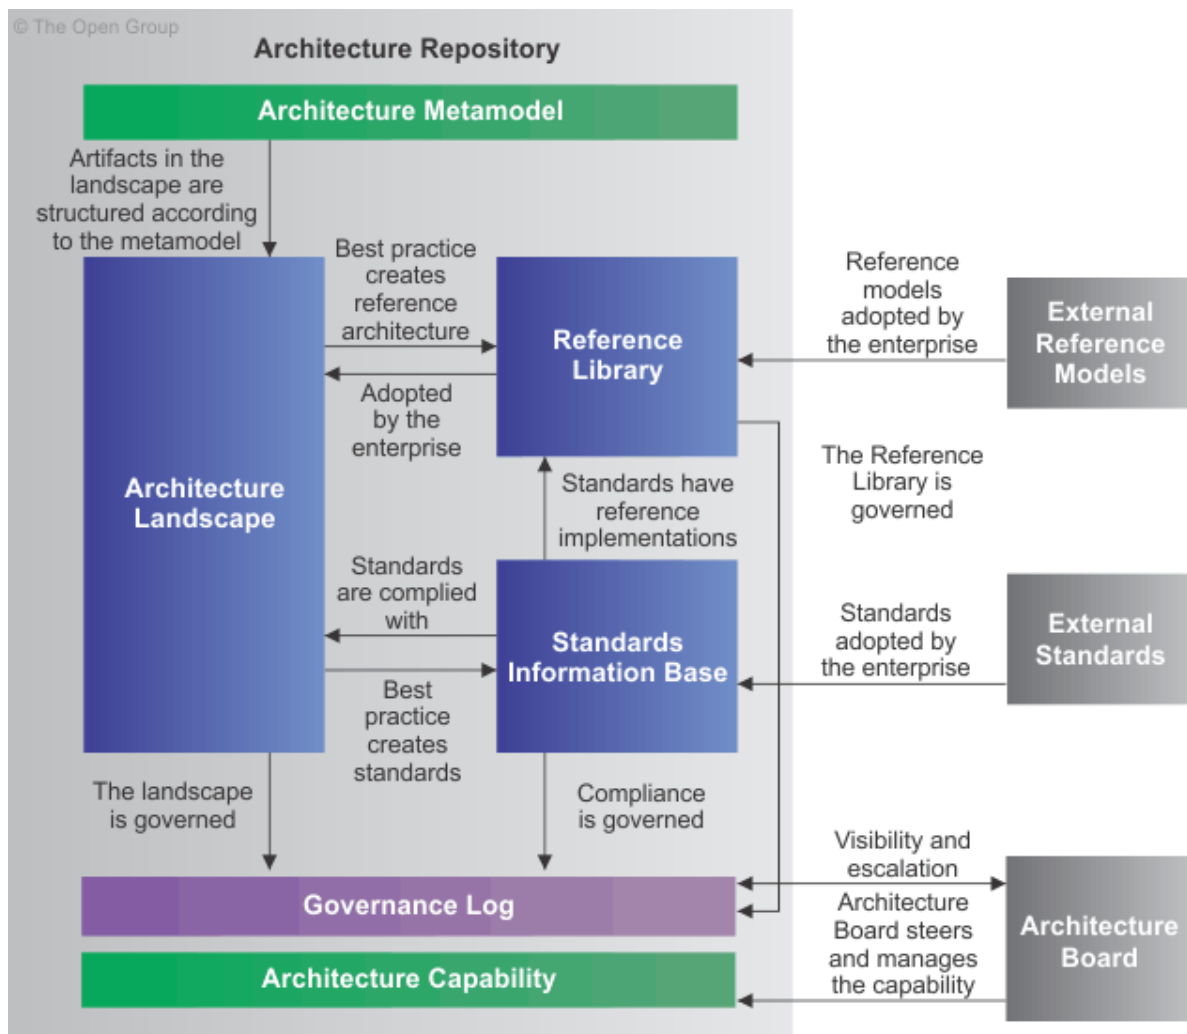 © The Open Group
Architecture Repository
Architecture Metamodel
Artifacts in the
landscape are
structured according
to the metamodel
Best practice
creates
reference
architecture
Reference
Library
Reference
models
adopted by
the enterprise
External
Reference
Models
Adopted
by the
enterprise
The Reference
Library is
governed
Architecture
Landscape
Standards have
reference
implementations
Standards
are complied
with
Standards
Information Base
Standards
adopted by
the enterprise
External
Standards
Best
practice
creates
standards
The landscape
is governed
Compliance
is governed
Visibility and
escalation
Governance Log
Architecture
Board steers
and manages
the capability
Architecture
Board
Architecture Capability